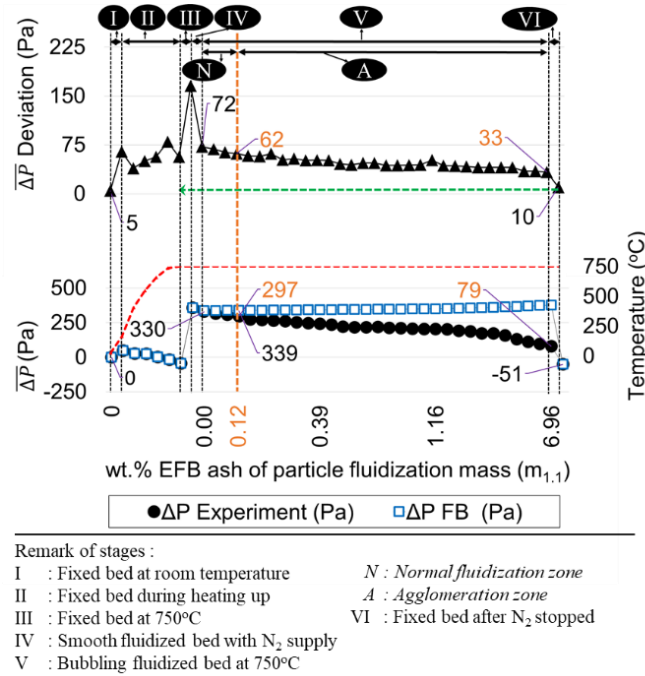 I II III IV V VI
N A
ΔP Deviation (Pa)
225
150
75
0
72
62
33
5
10
ΔP (Pa)
500
250
0
-250
330
0
297
339
79
-51
750
500
250
0
Temperature (ºC)
0 0.00 0.12 0.39 1.16 6.96
wt.% EFB ash of particle fluidization mass (m1.1)
ΔP Experiment (Pa) ΔP FB (Pa)
Remark of stages :
I : Fixed bed at room temperature
N : Normal fluidization zone
II : Fixed bed during heating up
A : Agglomeration zone
III : Fixed bed at 750ºC
VI : Fixed bed after N2 stopped
IV : Smooth fluidized bed with N2 supply
V : Bubbling fluidized bed at 750ºC